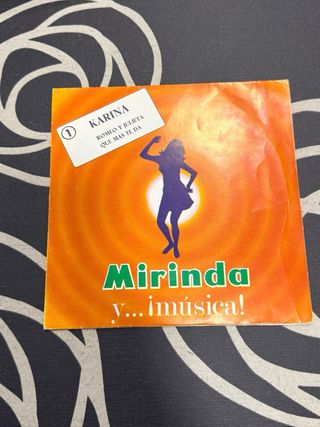 1
KARINA
ROMEO Y JULIETA
QUE MAS TE DA
Mirinda
y... ¡música!